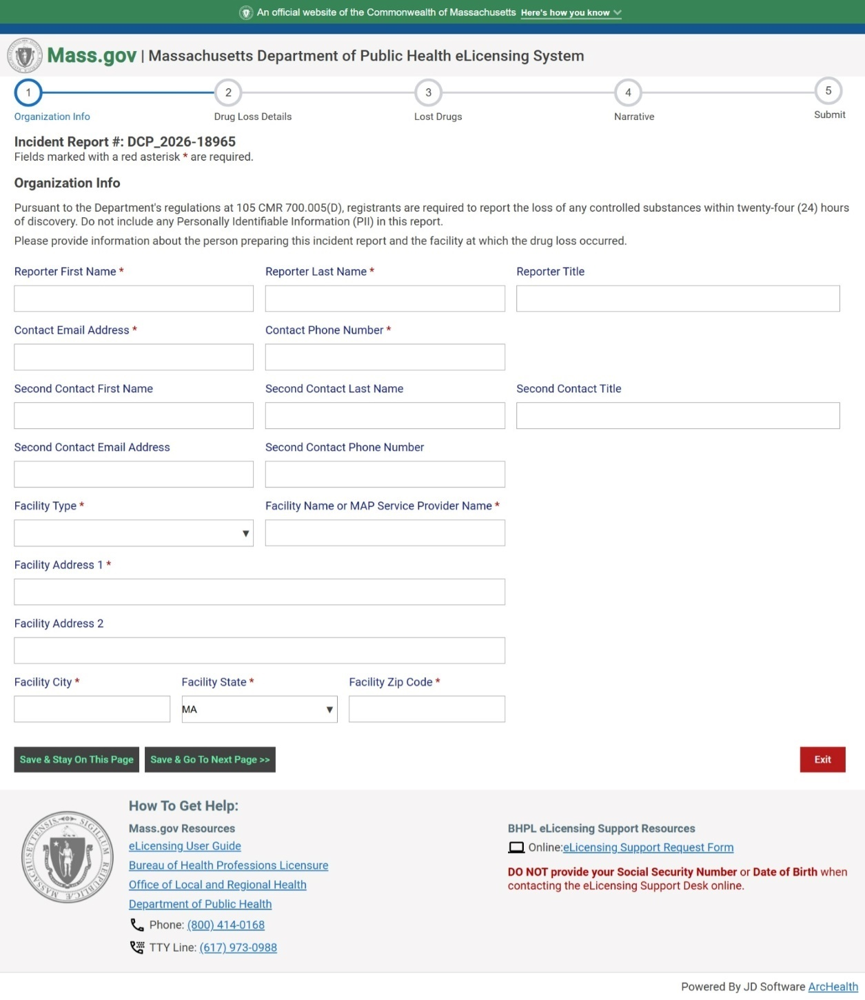 An official website of the Commonwealth of Massachusetts Here's how you know
Mass.gov | Massachusetts Department of Public Health eLicensing System
1 2 3 4 5
Organization Info Drug Loss Details Lost Drugs Narrative Submit
Incident Report #: DCP_2026-18965
Fields marked with a red asterisk * are required.
Organization Info
Pursuant to the Department's regulations at 105 CMR 700.005(D), registrants are required to report the loss of any controlled substances within twenty-four (24) hours
of discovery. Do not include any Personally Identifiable Information (PII) in this report.
Please provide information about the person preparing this incident report and the facility at which the drug loss occurred.
Reporter First Name * Reporter Last Name * Reporter Title
Contact Email Address * Contact Phone Number *
Second Contact First Name Second Contact Last Name Second Contact Title
Second Contact Email Address Second Contact Phone Number
Facility Type * Facility Name or MAP Service Provider Name *
Facility Address 1 *
Facility Address 2
Facility City * Facility State * Facility Zip Code *
MA
Save & Stay On This Page Save & Go To Next Page >> Exit
How To Get Help:
Mass.gov Resources
eLicensing User Guide
Bureau of Health Professions Licensure
Office of Local and Regional Health
Department of Public Health
Phone: (800) 414-0168
TTY Line: (617) 973-0988
BHPL eLicensing Support Resources
Online:eLicensing Support Request Form
DO NOT provide your Social Security Number or Date of Birth when
contacting the eLicensing Support Desk online.
Powered By JD Software ArcHealth